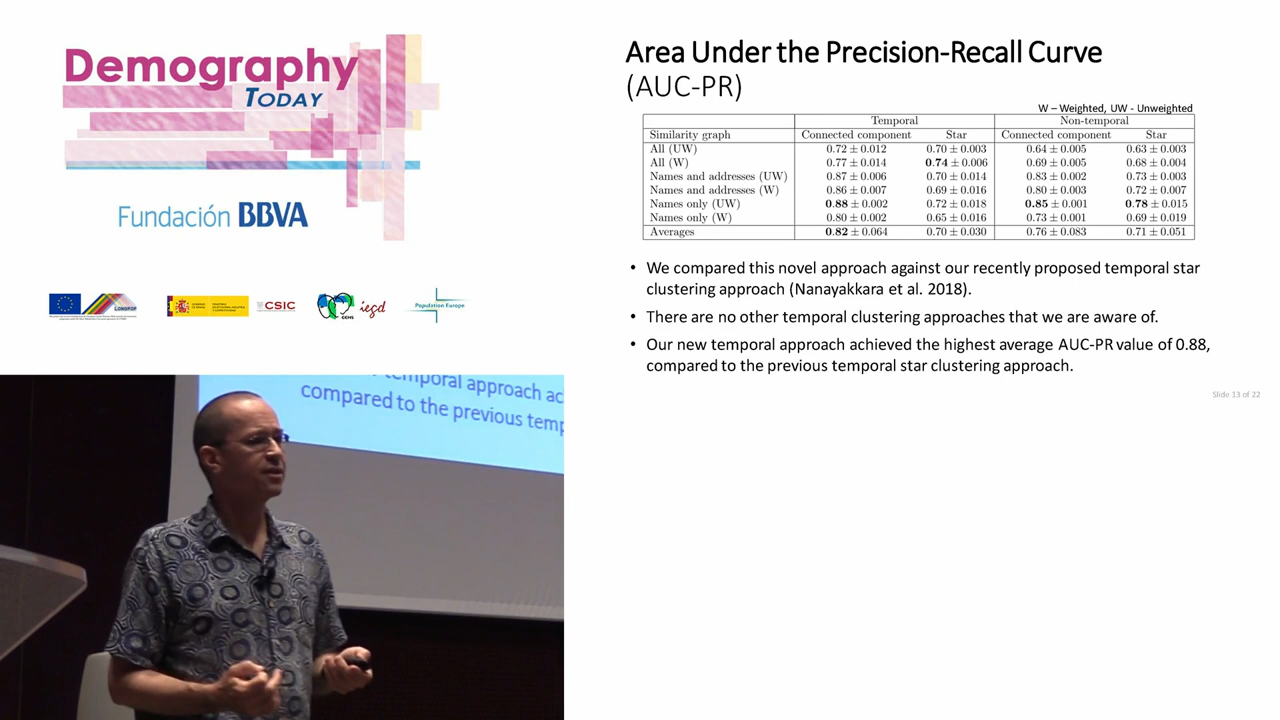 Demography
TODAY
Fundación BBVA
LONGPOP
CSIC
CCHS
iegd
Population Europe
Area Under the Precision-Recall Curve
(AUC-PR)
W – Weighted, UW - Unweighted
Temporal Non-temporal
Similarity graph Connected component Star Connected component Star
All (UW) 0.72 ± 0.012 0.70 ± 0.003 0.64 ± 0.005 0.63 ± 0.003
All (W) 0.77 ± 0.014 0.74 ± 0.006 0.69 ± 0.005 0.68 ± 0.004
Names and addresses (UW) 0.87 ± 0.006 0.70 ± 0.014 0.83 ± 0.002 0.73 ± 0.003
Names and addresses (W) 0.86 ± 0.007 0.69 ± 0.016 0.80 ± 0.003 0.72 ± 0.007
Names only (UW) 0.88 ± 0.002 0.72 ± 0.018 0.85 ± 0.001 0.78 ± 0.015
Names only (W) 0.80 ± 0.002 0.65 ± 0.016 0.73 ± 0.001 0.69 ± 0.019
Averages 0.82 ± 0.064 0.70 ± 0.030 0.76 ± 0.083 0.71 ± 0.051
• We compared this novel approach against our recently proposed temporal star
clustering approach (Nanayakkara et al. 2018).
• There are no other temporal clustering approaches that we are aware of.
• Our new temporal approach achieved the highest average AUC-PR value of 0.88,
compared to the previous temporal star clustering approach.
Slide 13 of 22
temporal approach ac
compared to the previous temp